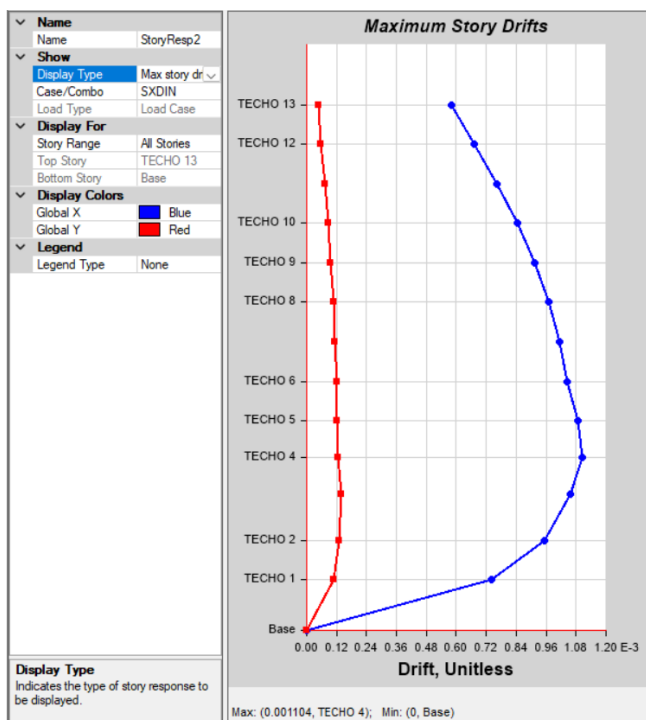 Name
Name StoryResp2
Show
Display Type Max story dr
Case/Combo SXDIN
Load Type Load Case
Display For
Story Range All Stories
Top Story TECHO 13
Bottom Story Base
Display Colors
Global X Blue
Global Y Red
Legend
Legend Type None
Display Type
Indicates the type of story response to
be displayed.
Maximum Story Drifts
TECHO 13
TECHO 12
TECHO 10
TECHO 9
TECHO 8
TECHO 6
TECHO 5
TECHO 4
TECHO 2
TECHO 1
Base
0.00 0.12 0.24 0.36 0.48 0.60 0.72 0.84 0.96 1.08 1.20 E-3
Drift, Unitless
Max: (0.001104, TECHO 4); Min: (0, Base)